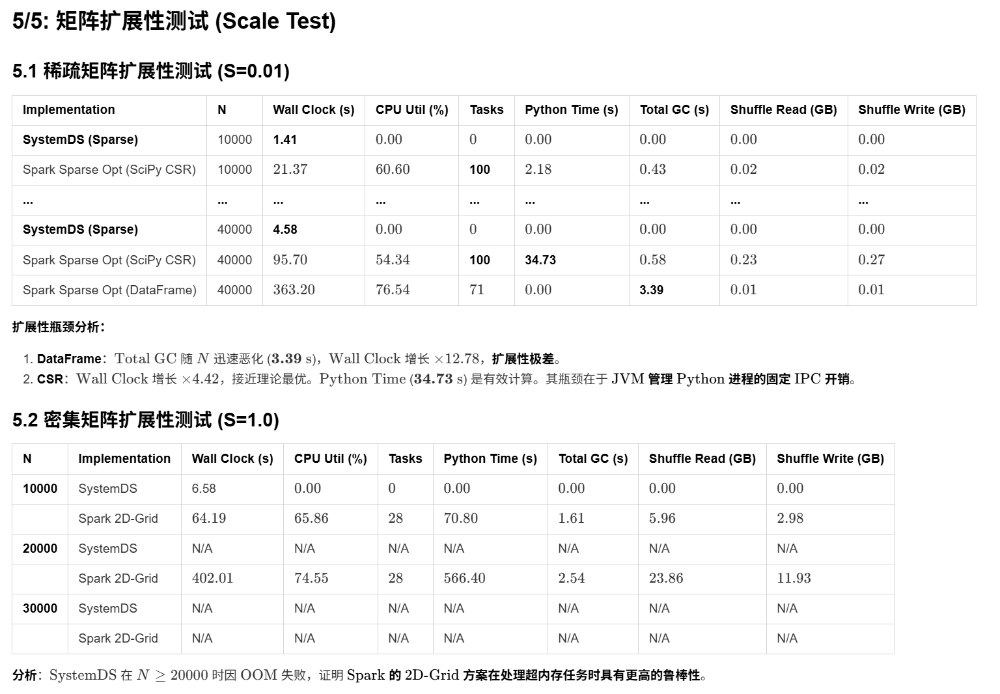 5/5: 矩阵扩展性测试 (Scale Test)
5.1 稀疏矩阵扩展性测试 (S=0.01)
Implementation N Wall Clock (s) CPU Util (%) Tasks Python Time (s) Total GC (s) Shuffle Read (GB) Shuffle Write (GB)
SystemDS (Sparse) 10000 1.41 0.00 0 0.00 0.00 0.00 0.00
Spark Sparse Opt (SciPy CSR) 10000 21.37 60.60 100 2.18 0.43 0.02 0.02
... ... ... ... ... ... ... ... ...
SystemDS (Sparse) 40000 4.58 0.00 0 0.00 0.00 0.00 0.00
Spark Sparse Opt (SciPy CSR) 40000 95.70 54.34 100 34.73 0.58 0.23 0.27
Spark Sparse Opt (DataFrame) 40000 363.20 76.54 71 0.00 3.39 0.01 0.01
扩展性瓶颈分析：
1. DataFrame：Total GC 随 N 迅速恶化 (3.39 s)，Wall Clock 增长 ×12.78，扩展性极差。
2. CSR：Wall Clock 增长 ×4.42，接近理论最优。Python Time (34.73 s) 是有效计算。其瓶颈在于 JVM 管理 Python 进程的固定 IPC 开销。
5.2 密集矩阵扩展性测试 (S=1.0)
N Implementation Wall Clock (s) CPU Util (%) Tasks Python Time (s) Total GC (s) Shuffle Read (GB) Shuffle Write (GB)
10000 SystemDS 6.58 0.00 0 0.00 0.00 0.00 0.00
Spark 2D-Grid 64.19 65.86 28 70.80 1.61 5.96 2.98
20000 SystemDS N/A N/A N/A N/A N/A N/A N/A
Spark 2D-Grid 402.01 74.55 28 566.40 2.54 23.86 11.93
30000 SystemDS N/A N/A N/A N/A N/A N/A N/A
Spark 2D-Grid N/A N/A N/A N/A N/A N/A N/A
分析：SystemDS 在 N ≥ 20000 时因 OOM 失败，证明 Spark 的 2D-Grid 方案在处理超内存任务时具有更高的鲁棒性。